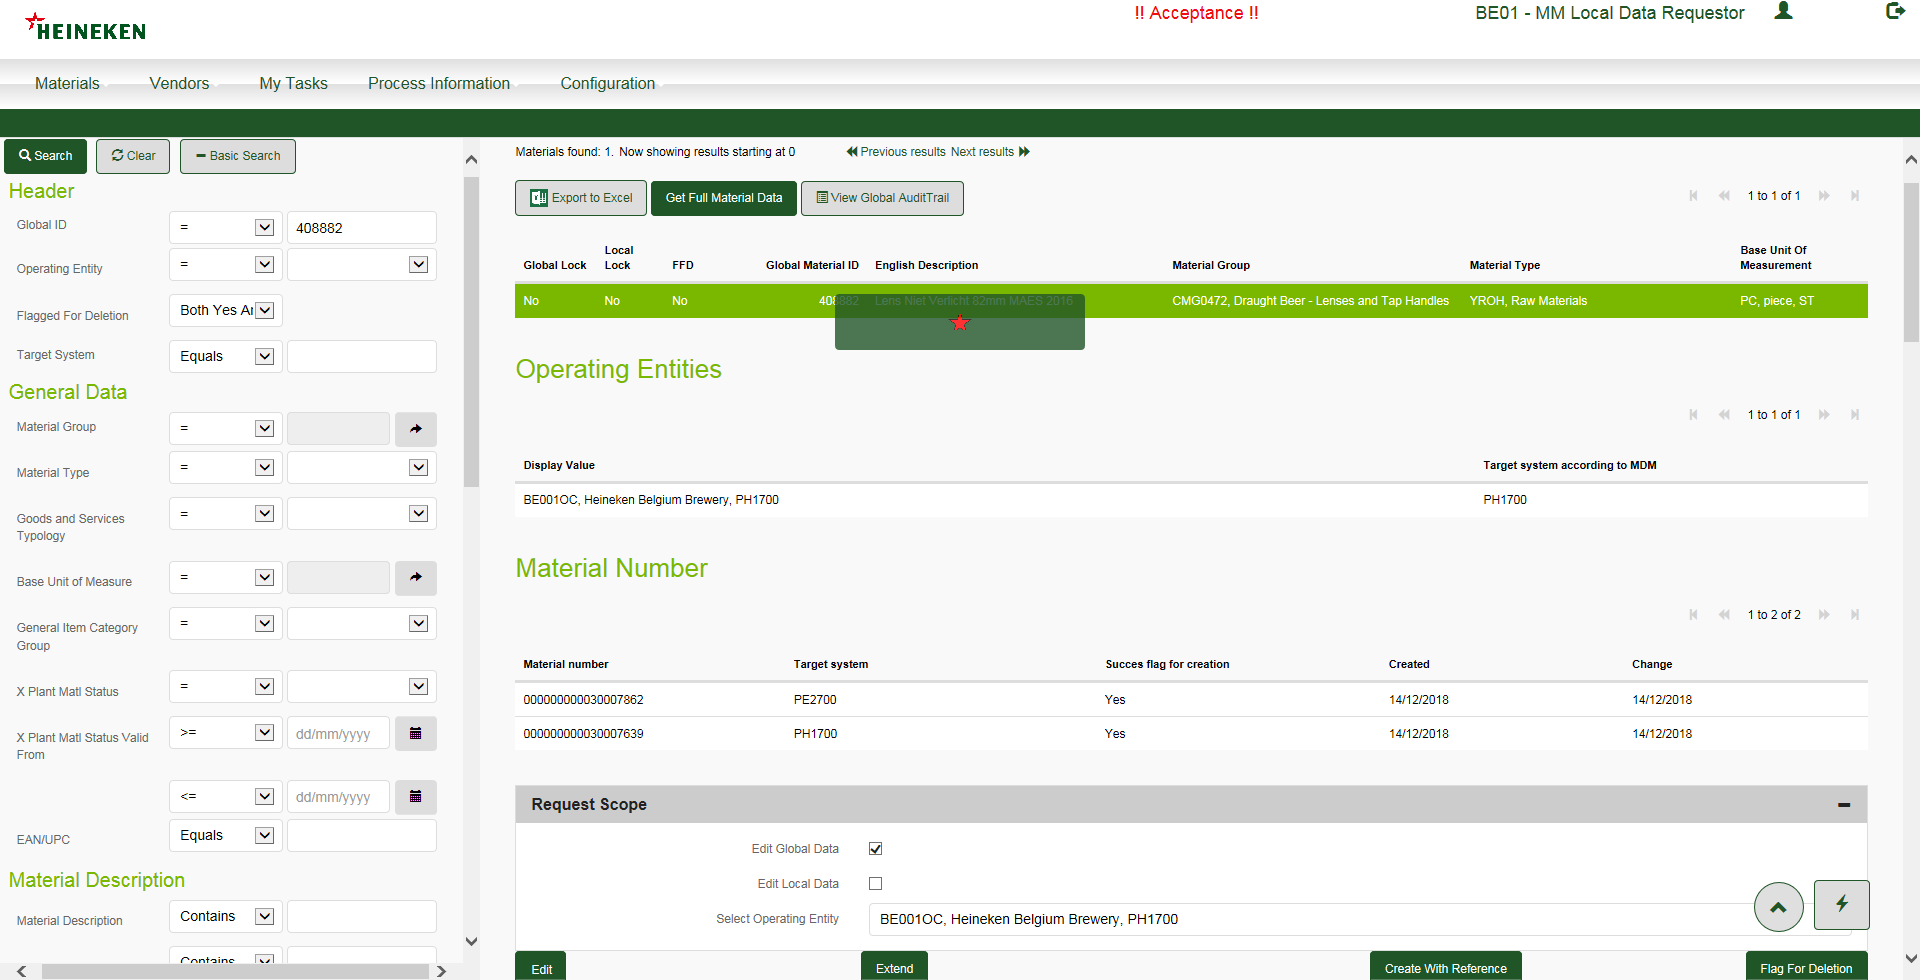 HEINEKEN
!! Acceptance !!
BE01 - MM Local Data Requestor
Materials Vendors My Tasks Process Information Configuration
Search Clear Basic Search
Header
Global ID = 408882
Operating Entity =
Flagged For Deletion Both Yes Ar
Target System Equals
General Data
Material Group =
Material Type =
Goods and Services Typology =
Base Unit of Measure =
General Item Category Group =
X Plant Matl Status =
X Plant Matl Status Valid From >= dd/mm/yyyy
<= dd/mm/yyyy
EAN/UPC Equals
Material Description
Material Description Contains
Contains
Materials found: 1. Now showing results starting at 0 Previous results Next results
Export to Excel Get Full Material Data View Global AuditTrail
1 to 1 of 1
Global Lock Local Lock FFD Global Material ID English Description Material Group Material Type Base Unit Of Measurement
No No No 408882 Lens Niet Verlicht 82mm MAES 2016 CMG0472, Draught Beer - Lenses and Tap Handles YROH, Raw Materials PC, piece, ST
Operating Entities
1 to 1 of 1
Display Value Target system according to MDM
BE001OC, Heineken Belgium Brewery, PH1700 PH1700
Material Number
1 to 2 of 2
Material number Target system Succes flag for creation Created Change
000000000030007862 PE2700 Yes 14/12/2018 14/12/2018
000000000030007639 PH1700 Yes 14/12/2018 14/12/2018
Request Scope
Edit Global Data
Edit Local Data
Select Operating Entity BE001OC, Heineken Belgium Brewery, PH1700
Edit Extend Create With Reference Flag For Deletion